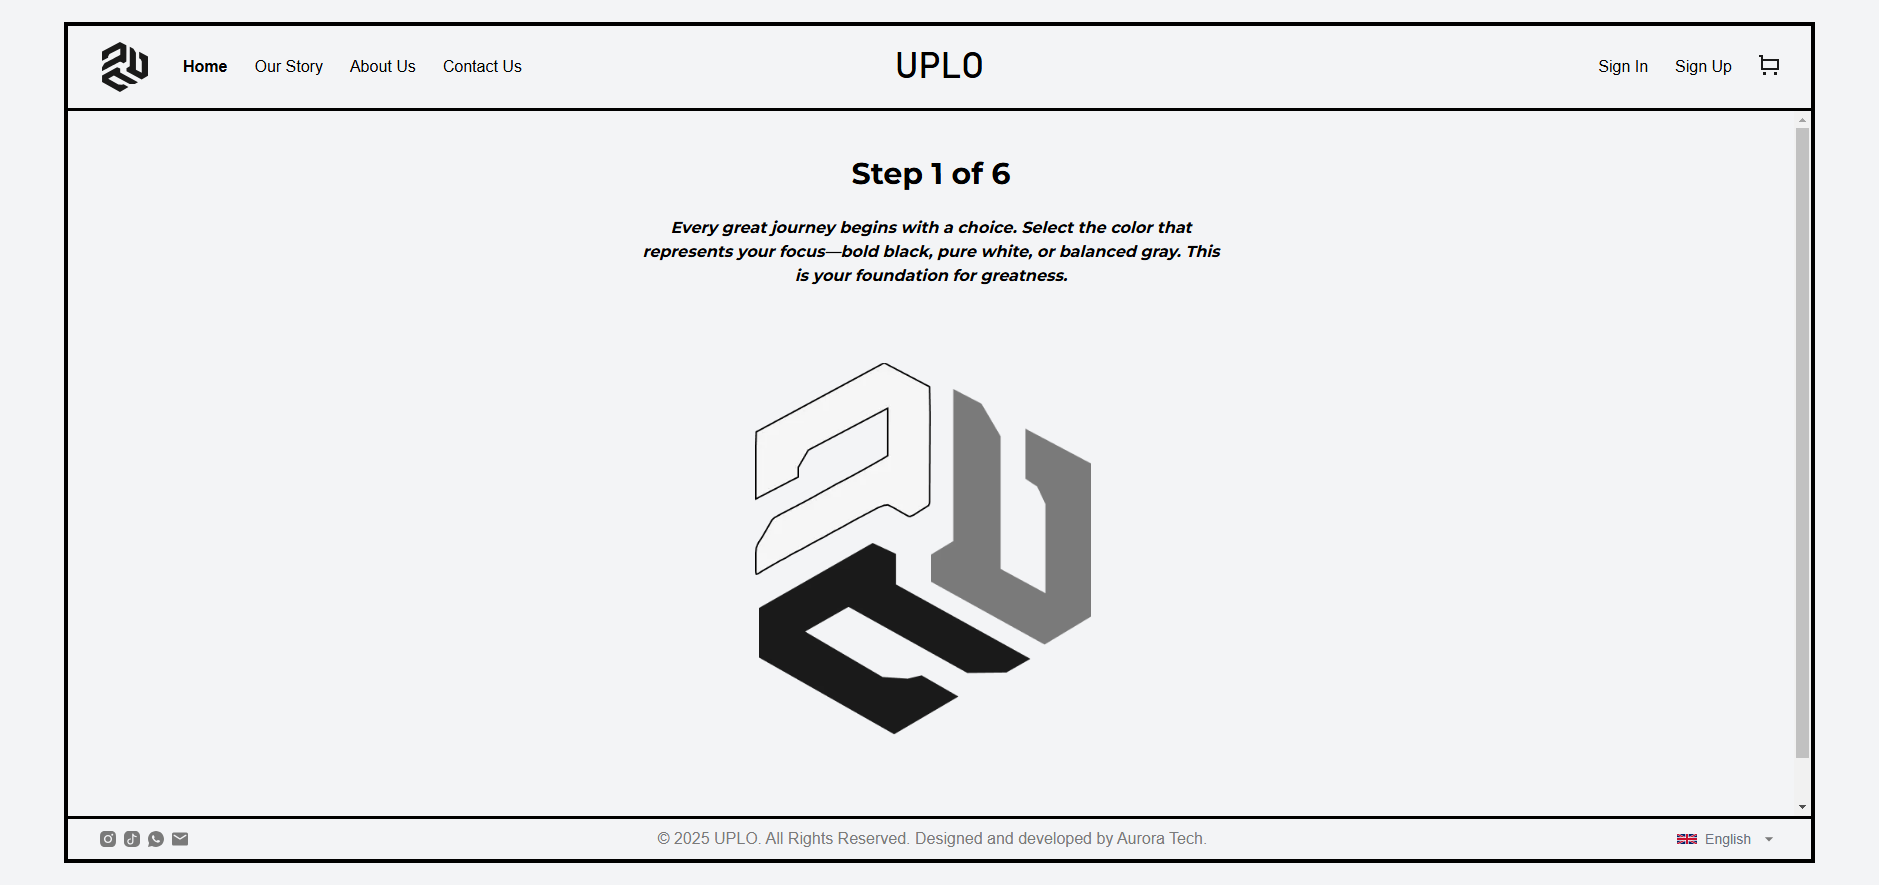 Home Our Story About Us Contact Us UPLO Sign In Sign Up
Step 1 of 6
Every great journey begins with a choice. Select the color that
represents your focus—bold black, pure white, or balanced gray. This
is your foundation for greatness.
© 2025 UPLO. All Rights Reserved. Designed and developed by Aurora Tech. English